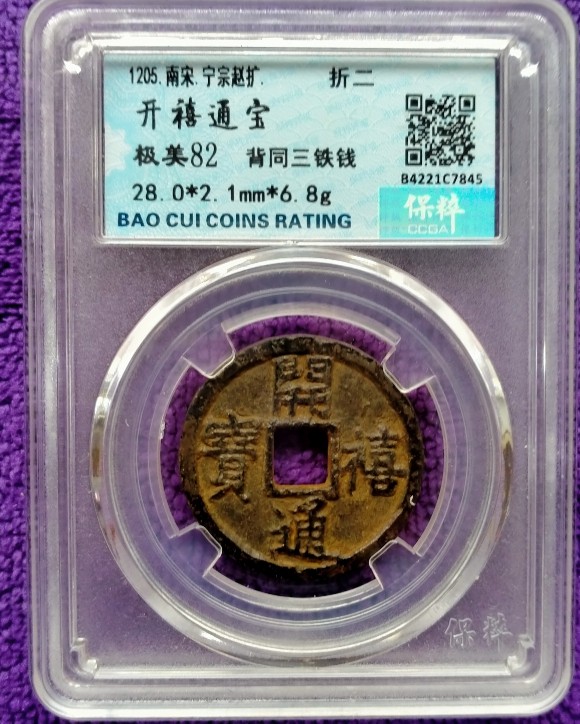 1205.南宋.宁宗赵扩. 折二
开禧通宝
极美82 背同三铁钱
28.0*2.1mm*6.8g
BAO CUI COINS RATING
B4221C7845
保粹
CCGA
開禧通寳
保粹